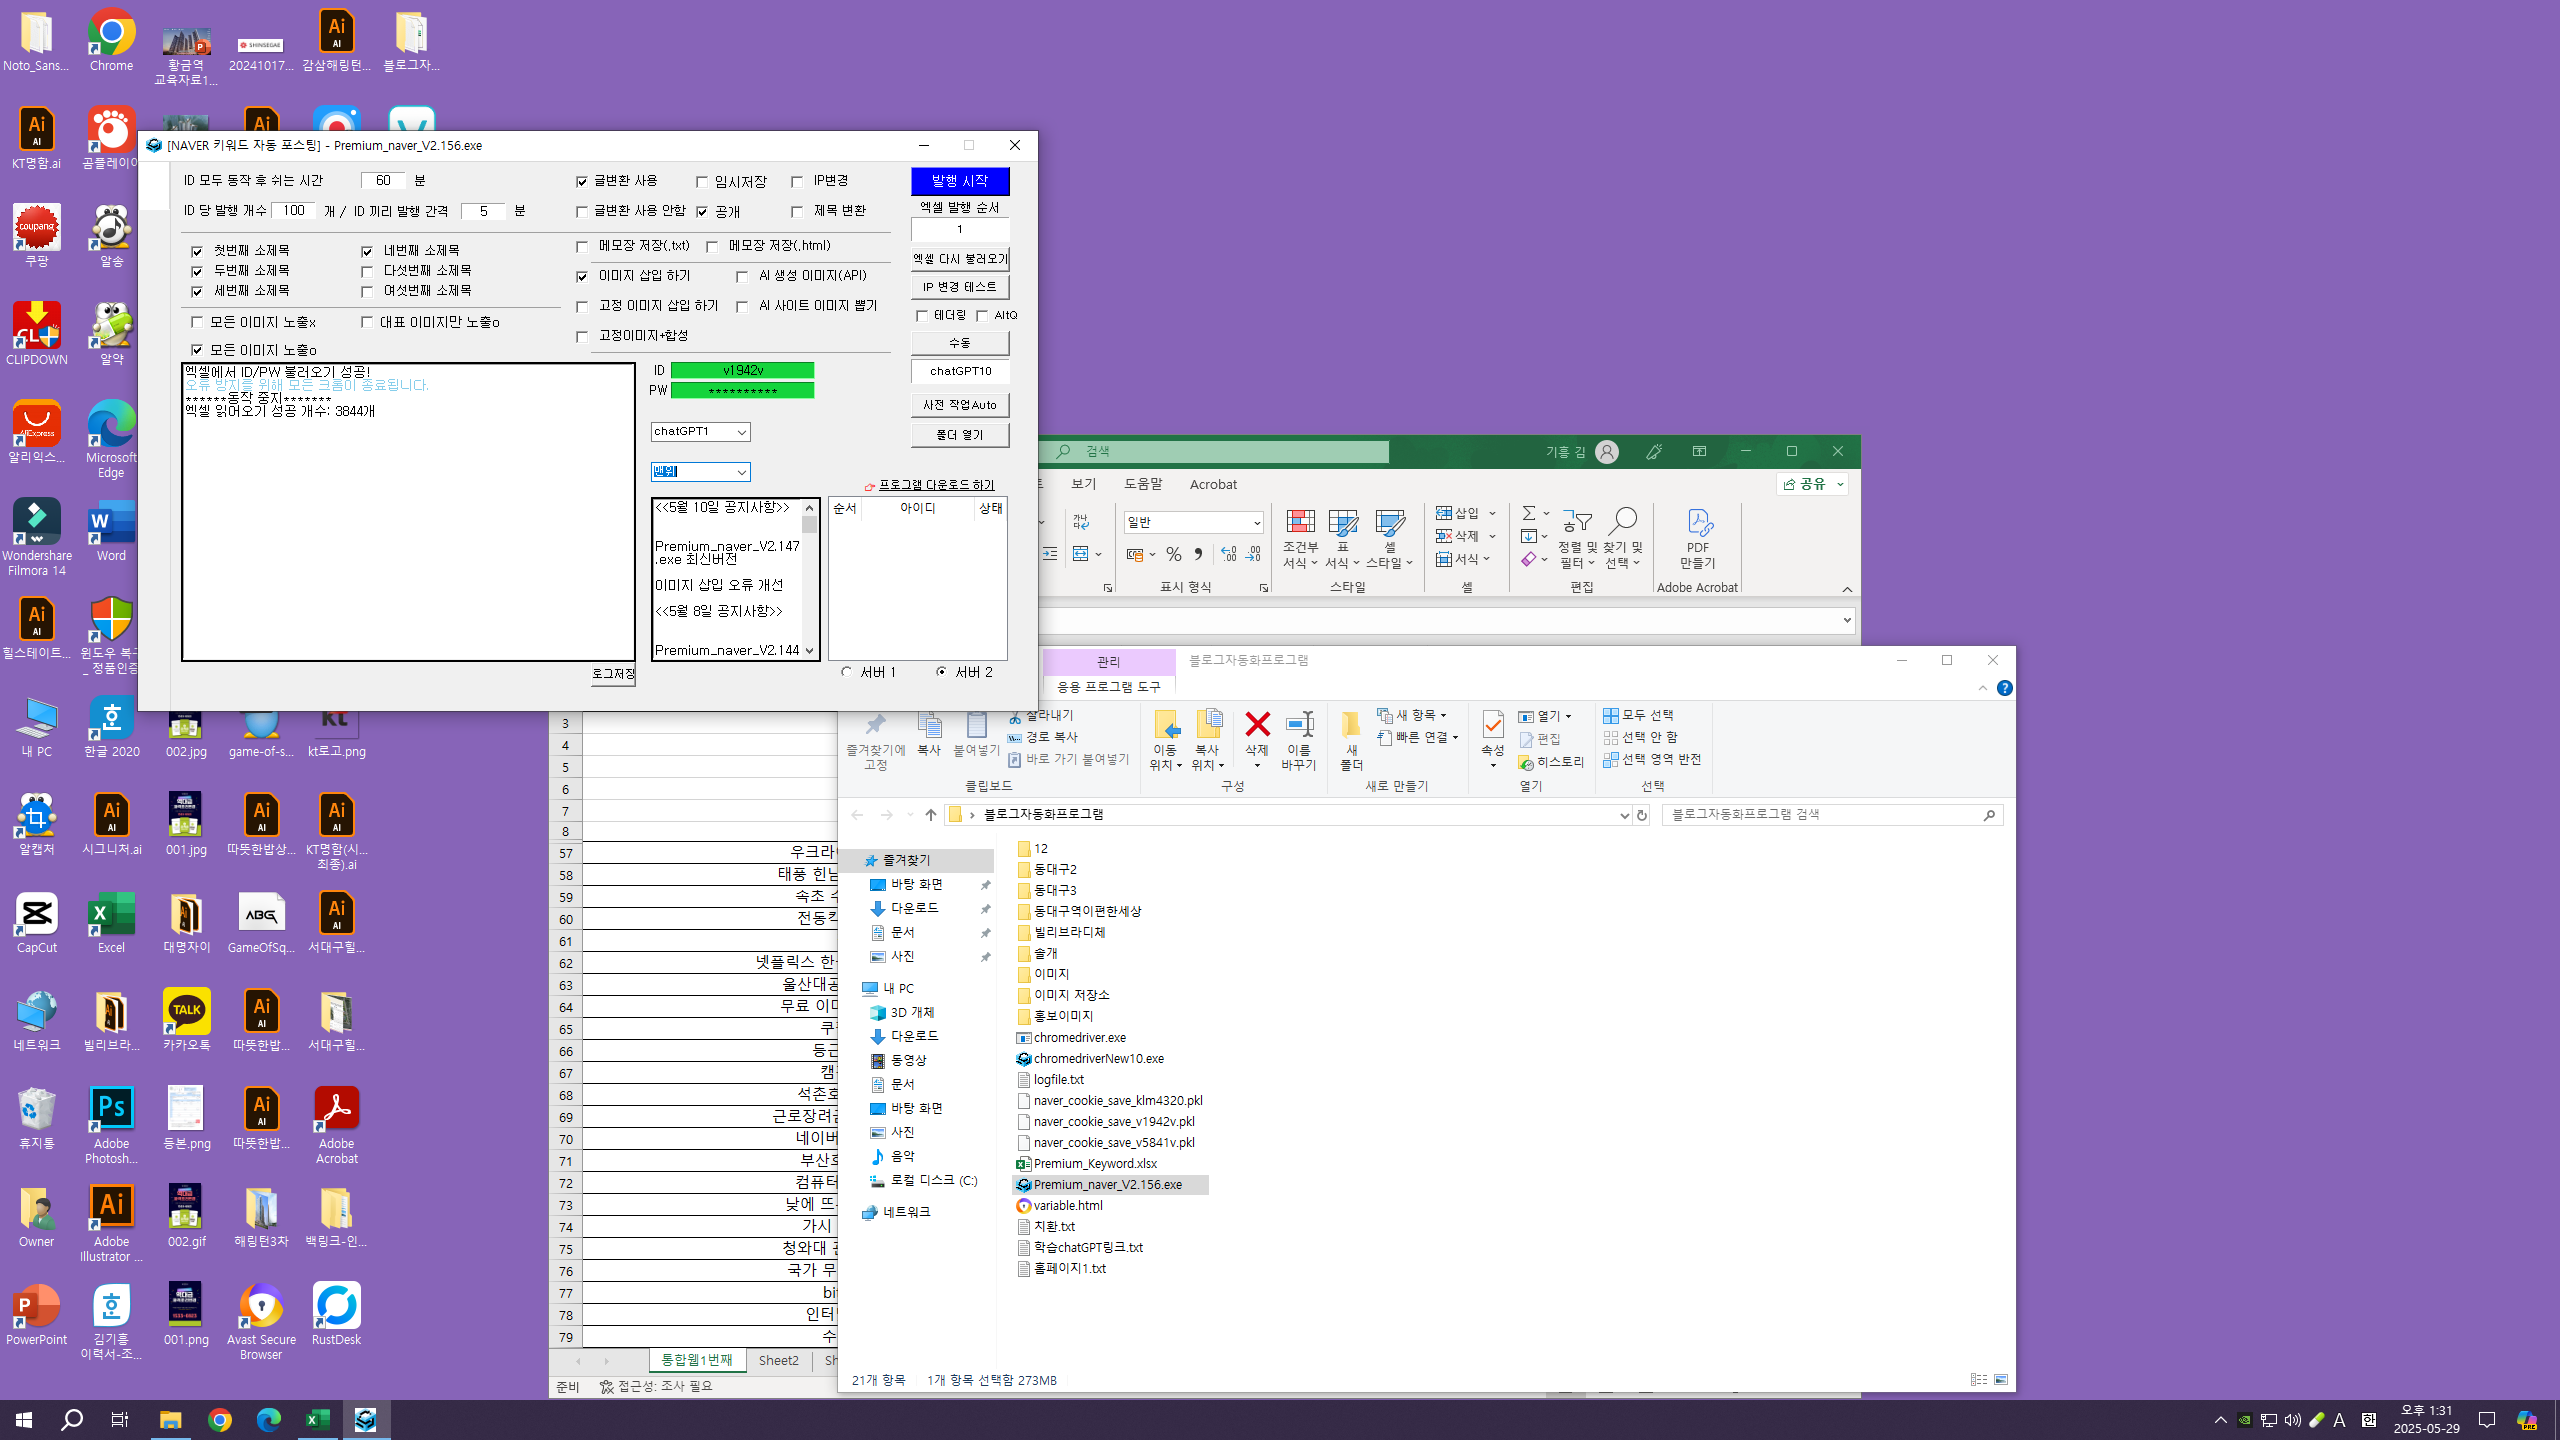 Noto_Sans...
Chrome
황금역
교육자료1...
20241017...
감삼해링턴...
블로그자...
KT명함.ai
곰플레이어
쿠팡
알송
CLIPDOWN
알약
알리익스...
Microsoft
Edge
Wondershare
Filmora 14
Word
힐스테이트...
윈도우 복구
_ 정품인증
내 PC
한글 2020
002.jpg
game-of-s...
kt로고.png
알캡처
시그니처.ai
001.jpg
따뜻한밥상...
KT명함(시...
최종).ai
CapCut
Excel
대명자이
GameOfSq...
서대구힐...
네트워크
빌리브라...
카카오톡
따뜻한밥...
서대구힐...
휴지통
Adobe
Photosh...
등본.png
따뜻한밥...
Adobe
Acrobat
Owner
Adobe
Illustrator ...
002.gif
해링턴3차
백링크-인...
PowerPoint
김기흥
이력서-조...
001.png
Avast Secure
Browser
RustDesk
[NAVER 키워드 자동 포스팅] - Premium_naver_V2.156.exe
ID 모두 동작 후 쉬는 시간 60 분
ID 당 발행 개수 100 개 / ID 끼리 발행 간격 5 분
글변환 사용 임시저장 IP변경
글변환 사용 안함 공개 제목 변환
첫번째 소제목 네번째 소제목
두번째 소제목 다섯번째 소제목
세번째 소제목 여섯번째 소제목
메모장 저장(.txt) 메모장 저장(.html)
이미지 삽입 하기 AI 생성 이미지(API)
고정 이미지 삽입 하기 AI 사이트 이미지 뽑기
고정이미지+합성
모든 이미지 노출x 대표 이미지만 노출o
모든 이미지 노출o
발행 시작
엑셀 발행 순서
1
엑셀 다시 불러오기
IP 변경 테스트
테더링 AltQ
수동
chatGPT10
사전 작업Auto
폴더 열기
엑셀에서 ID/PW 불러오기 성공!
오류 방지를 위해 모든 크롬이 종료됩니다.
******동작 중지*******
엑셀 읽어오기 성공 개수: 3844개
ID v1942v
PW **********
chatGPT1
맨위
프로그램 다운로드 하기
<<5월 10일 공지사항>>
Premium_naver_V2.147
.exe 최신버전
이미지 삽입 오류 개선
<<5월 8일 공지사항>>
Premium_naver_V2.144
순서 아이디 상태
로그저장
서버 1 서버 2
검색
기흥 김
보기 도움말 Acrobat
공유
일반
표시 형식
조건부
서식
표
서식
셀
스타일
스타일
삽입
삭제
서식
셀
정렬 및
필터
찾기 및
선택
편집
PDF
만들기
Adobe Acrobat
3
4
5
6
7
8
57 우크라
58 태풍 힌남
59 속초
60 전동킥
61
62 넷플릭스 한
63 울산대공
64 무료 이미
65 쿠
66 등근
67 캠
68 석촌호
69 근로장려금
70 네이버
71 부산호
72 컴퓨터
73 낮에 뜨
74 가시
75 청와대
76 국가 무
77 bi
78 인터
79 수
통합웹1번째 Sheet2 Sh
준비 접근성: 조사 필요
관리
블로그자동화프로그램
응용 프로그램 도구
즐겨찾기에
고정
복사
붙여넣기
잘라내기
경로 복사
바로 가기 붙여넣기
클립보드
이동
위치
복사
위치
삭제
이름
바꾸기
구성
새
폴더
새 항목
빠른 연결
새로 만들기
속성
열기
편집
히스토리
열기
모두 선택
선택 안 함
선택 영역 반전
선택
블로그자동화프로그램
블로그자동화프로그램 검색
즐겨찾기
바탕 화면
다운로드
문서
사진
내 PC
3D 개체
다운로드
동영상
문서
바탕 화면
사진
음악
로컬 디스크 (C:)
네트워크
12
동대구2
동대구3
동대구역이편한세상
빌리브라디체
솔개
이미지
이미지 저장소
홍보이미지
chromedriver.exe
chromedriverNew10.exe
logfile.txt
naver_cookie_save_klm4320.pkl
naver_cookie_save_v1942v.pkl
naver_cookie_save_v5841v.pkl
Premium_Keyword.xlsx
Premium_naver_V2.156.exe
variable.html
치환.txt
학습chatGPT링크.txt
홈페이지1.txt
21개 항목 1개 항목 선택함 273MB
A 한
오후 1:31
2025-05-29